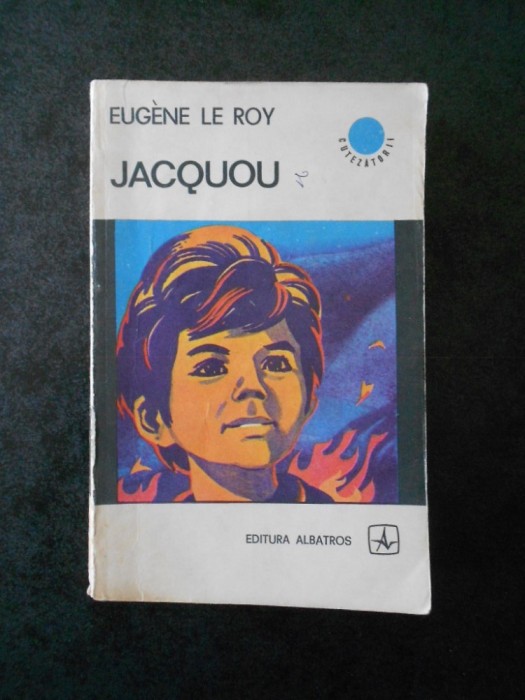 EUGÈNE LE ROY
CUTEZĂTORII
JACQUOU
EDITURA ALBATROS